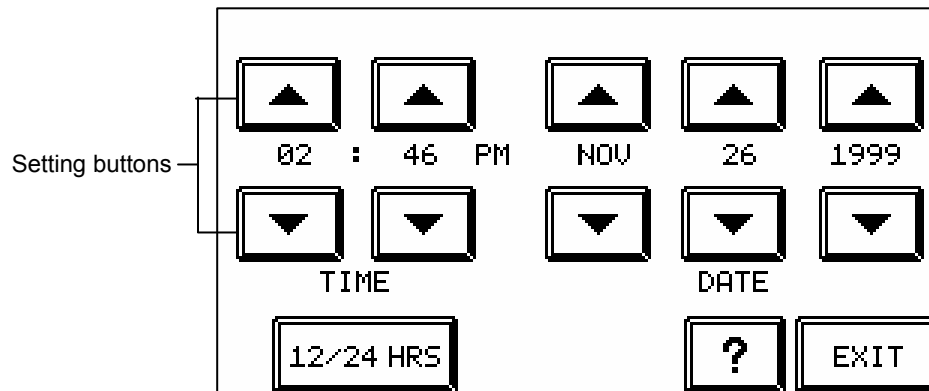 02 : 46 PM NOV 26 1999
Setting buttons
TIME DATE
12/24 HRS ? EXIT